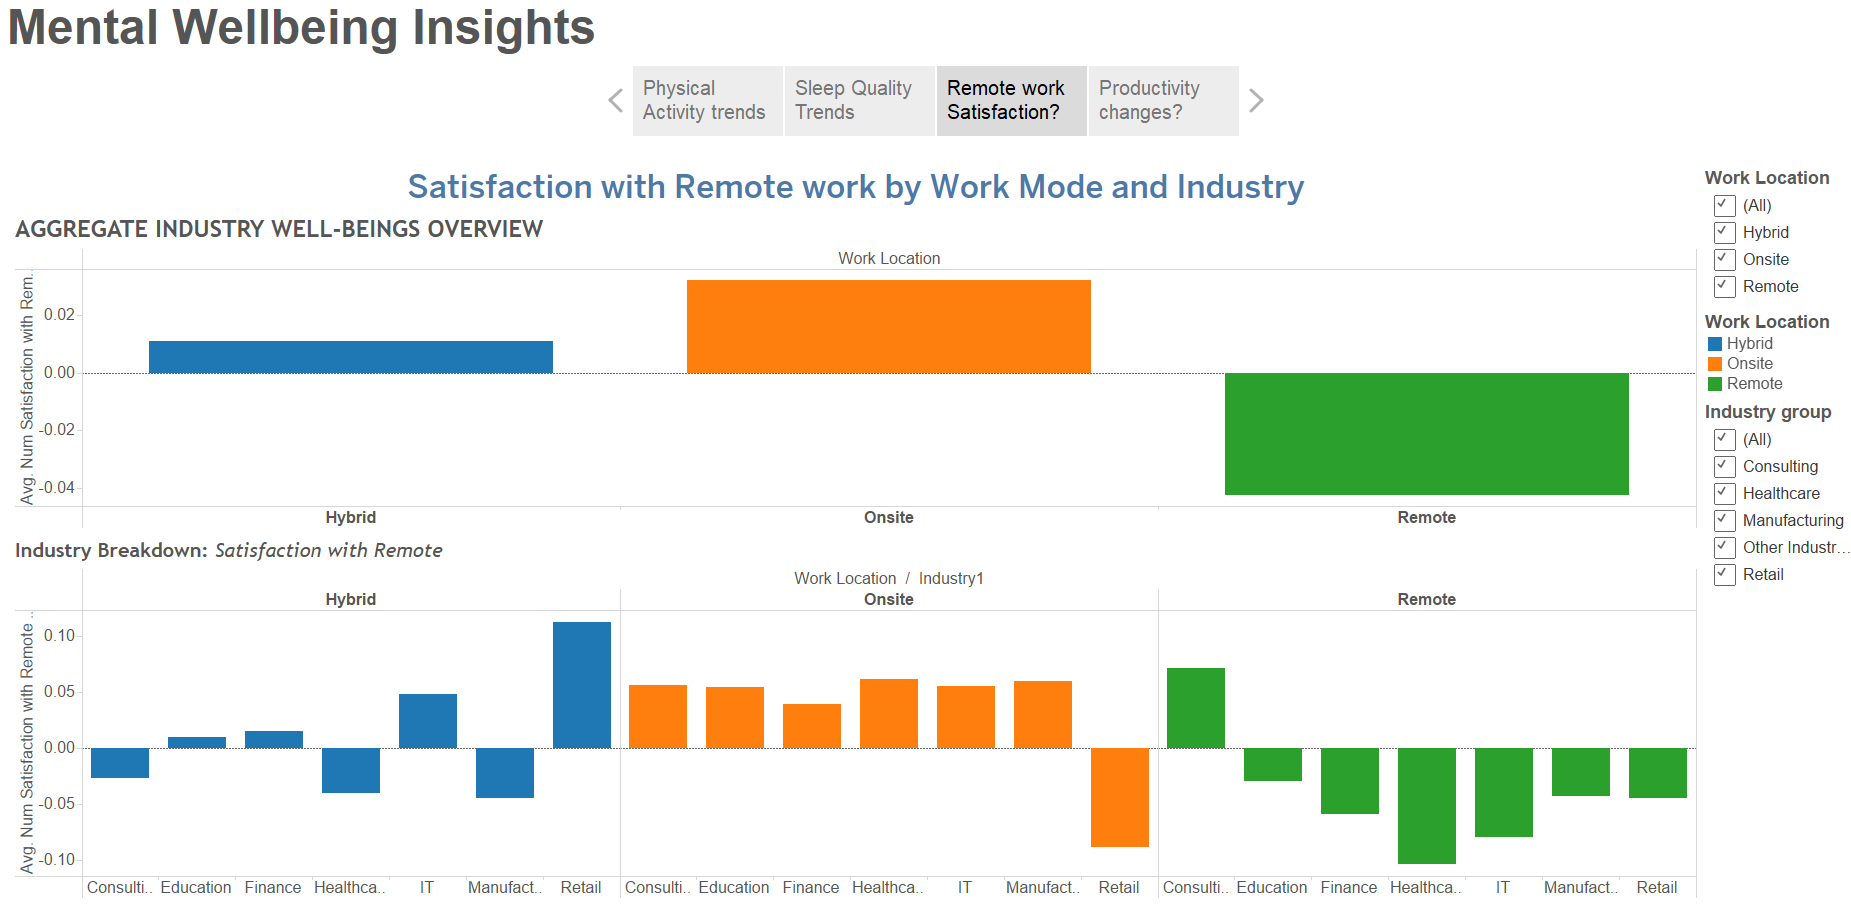 Mental Wellbeing Insights
Physical
Activity trends
Sleep Quality
Trends
Remote work
Satisfaction?
Productivity
changes?
Satisfaction with Remote work by Work Mode and Industry
AGGREGATE INDUSTRY WELL-BEINGS OVERVIEW
Work Location
Avg. Num Satisfaction with Rem..
0.02
0.00
-0.02
-0.04
Hybrid
Onsite
Remote
Industry Breakdown: Satisfaction with Remote
Work Location / Industry1
Hybrid
Onsite
Remote
Avg. Num Satisfaction with Remote ..
0.10
0.05
0.00
-0.05
-0.10
Consulti.. Education Finance Healthca.. IT Manufact.. Retail Consulti.. Education Finance Healthca.. IT Manufact.. Retail Consulti.. Education Finance Healthca.. IT Manufact.. Retail
Work Location
(All)
Hybrid
Onsite
Remote
Work Location
Hybrid
Onsite
Remote
Industry group
(All)
Consulting
Healthcare
Manufacturing
Other Industr...
Retail